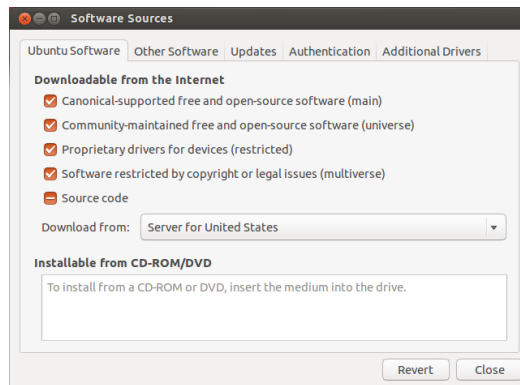 Software Sources
Ubuntu Software Other Software Updates Authentication Additional Drivers
Downloadable from the Internet
Canonical-supported free and open-source software (main)
Community-maintained free and open-source software (universe)
Proprietary drivers for devices (restricted)
Software restricted by copyright or legal issues (multiverse)
Source code
Download from: Server for United States
Installable from CD-ROM/DVD
To install from a CD-ROM or DVD, insert the medium into the drive.
Revert Close